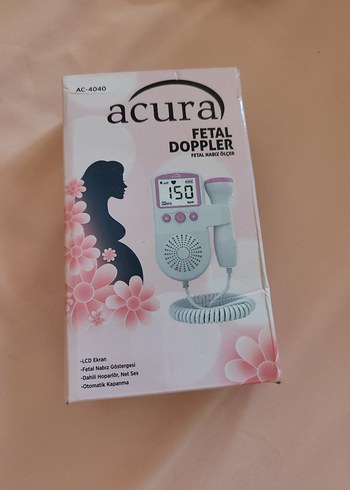 AC-4040
acura
FETAL
DOPPLER
FETAL NABIZ ÖLÇER
150
-LCD Ekran
-Fetal Nabız Göstergesi
-Dahili Hoparlör, Net Ses
-Otomatik Kapanma